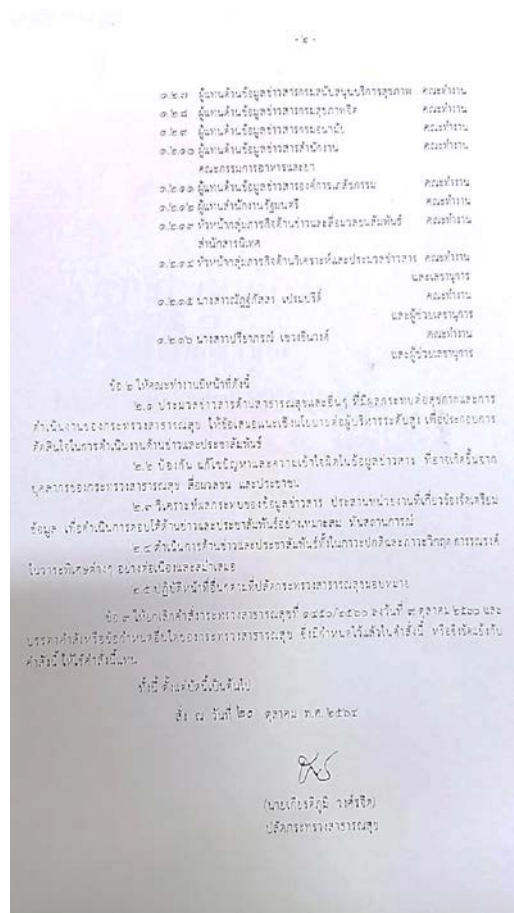 - ๒ -
๑.๒.๗ ผู้แทนด้านข้อมูลข่าวสารกรมสนับสนุนบริการสุขภาพ คณะทำงาน
๑.๒.๘ ผู้แทนด้านข้อมูลข่าวสารกรมสุขภาพจิต คณะทำงาน
๑.๒.๙ ผู้แทนด้านข้อมูลข่าวสารกรมอนามัย คณะทำงาน
๑.๒.๑๐ ผู้แทนด้านข้อมูลข่าวสารสำนักงาน คณะทำงาน
คณะกรรมการอาหารและยา
๑.๒.๑๑ ผู้แทนด้านข้อมูลข่าวสารองค์การเภสัชกรรม คณะทำงาน
๑.๒.๑๒ ผู้แทนสำนักงานรัฐมนตรี คณะทำงาน
๑.๒.๑๓ หัวหน้ากลุ่มภารกิจด้านข่าวและสื่อมวลชนสัมพันธ์ คณะทำงาน
สำนักสารนิเทศ
๑.๒.๑๔ หัวหน้ากลุ่มภารกิจด้านวิเคราะห์และประมวลข่าวสาร คณะทำงาน
และเลขานุการ
๑.๒.๑๕ นางสาวณัฏฐ์ภัสสร คณะทำงาน
และผู้ช่วยเลขานุการ
๑.๒.๑๖ นางสาวปรียาภรณ์ คณะทำงาน
และผู้ช่วยเลขานุการ
ข้อ ๒ ให้คณะทำงานมีหน้าที่ดังนี้
๒.๑ ประมวลข่าวสารด้านสาธารณสุขและอื่นๆ ที่มีผลกระทบต่อสุขภาพและการ
ดำเนินงานของกระทรวงสาธารณสุข ให้ข้อเสนอแนะเชิงนโยบายต่อผู้บริหารระดับสูง เพื่อประกอบการ
ตัดสินใจในการดำเนินงานด้านข่าวและประชาสัมพันธ์
๒.๒ ป้องกัน แก้ไขปัญหาและความเข้าใจผิดในข้อมูลข่าวสาร ที่อาจเกิดขึ้นจาก
บุคลากรของกระทรวงสาธารณสุข สื่อมวลชน และประชาชน
๒.๓ วิเคราะห์ผลกระทบของข้อมูลข่าวสาร ประสานหน่วยงานที่เกี่ยวข้องจัดเตรียม
ข้อมูล เพื่อดำเนินการตอบโต้ด้านข่าวและประชาสัมพันธ์อย่างเหมาะสม ทันสถานการณ์
๒.๔ ดำเนินการด้านข่าวและประชาสัมพันธ์ทั้งในภาวะปกติและภาวะวิกฤต การรณรงค์
ในวาระพิเศษต่างๆ อย่างต่อเนื่องและสม่ำเสมอ
๒.๕ ปฏิบัติหน้าที่อื่นๆตามที่ปลัดกระทรวงสาธารณสุขมอบหมาย
ข้อ ๓ ให้ยกเลิกคำสั่งกระทรวงสาธารณสุขที่ ๑๔๕๐/๒๕๖๐ ลงวันที่ ๙ ตุลาคม ๒๕๖๐ และ
บรรดาคำสั่งหรือข้อกำหนดอื่นใดของกระทรวงสาธารณสุข ซึ่งมีกำหนดไว้แล้วในคำสั่งนี้ หรือซึ่งขัดแย้งกับ
คำสั่งนี้ ให้ใช้คำสั่งนี้แทน
ทั้งนี้ ตั้งแต่บัดนี้เป็นต้นไป
สั่ง ณ วันที่ ๒๐ ตุลาคม พ.ศ. ๒๕๖๔
(นายเกียรติภูมิ วงศ์รจิต)
ปลัดกระทรวงสาธารณสุข